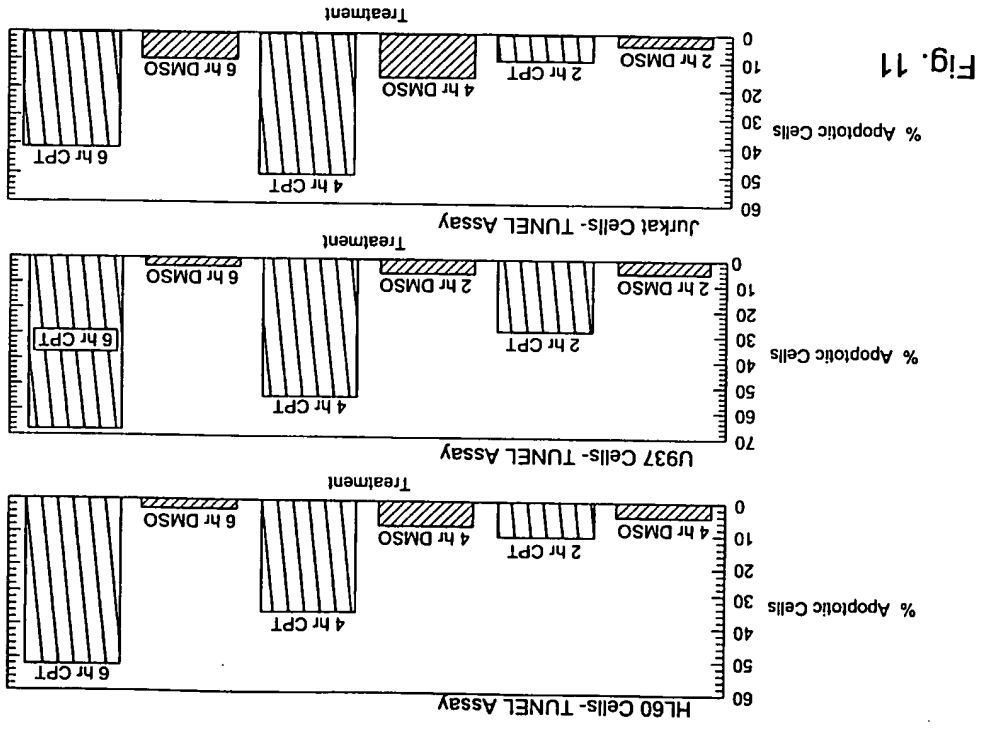 HL60 Cells- TUNEL Assay
% Apoptotic Cells
60
50
40
30
20
10
0
4 hr DMSO
2 hr CPT
4 hr DMSO
4 hr CPT
6 hr DMSO
6 hr CPT
Treatment
U937 Cells- TUNEL Assay
% Apoptotic Cells
70
60
50
40
30
20
10
0
2 hr DMSO
2 hr CPT
2 hr DMSO
4 hr CPT
6 hr DMSO
6 hr CPT
Treatment
Jurkat Cells- TUNEL Assay
% Apoptotic Cells
60
50
40
30
20
10
0
2 hr DMSO
2 hr CPT
4 hr DMSO
4 hr CPT
6 hr DMSO
6 hr CPT
Treatment
Fig. 11